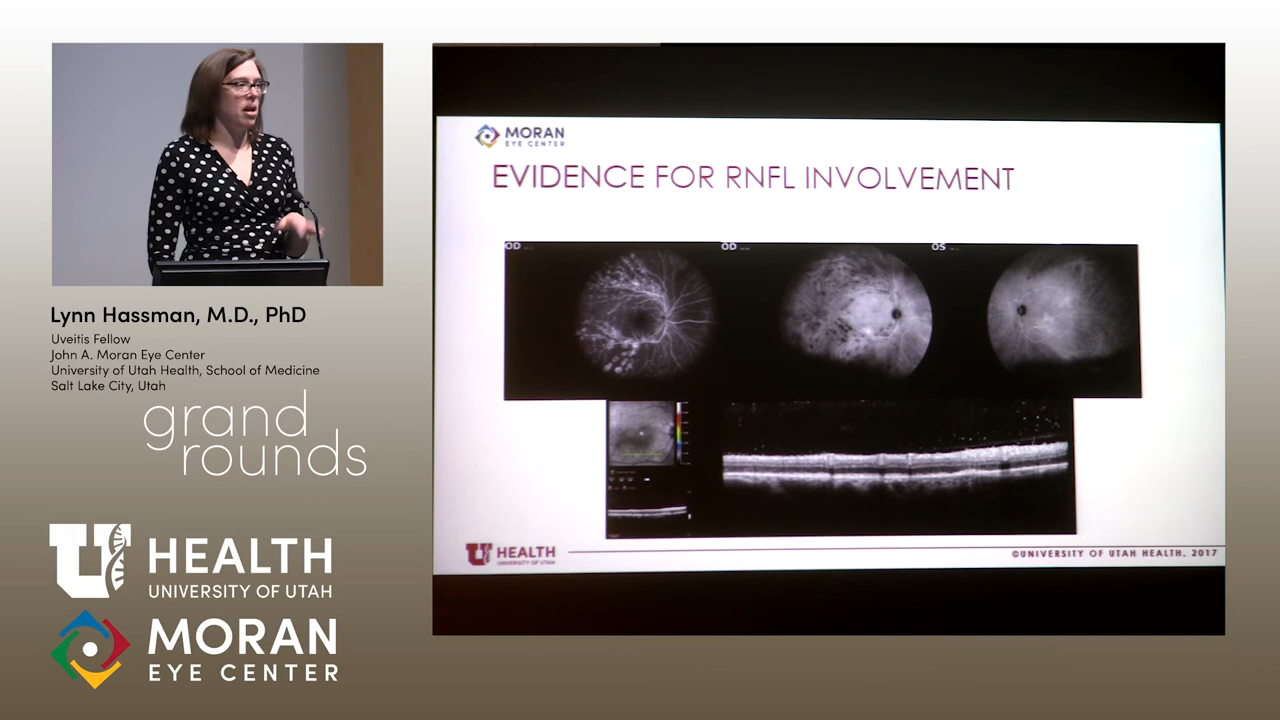 Lynn Hassman, M.D., PhD
Uveitis Fellow
John A. Moran Eye Center
University of Utah Health, School of Medicine
Salt Lake City, Utah
grand
rounds
U HEALTH
UNIVERSITY OF UTAH
MORAN
EYE CENTER
MORAN
EYE CENTER
EVIDENCE FOR RNFL INVOLVEMENT
OD
OD
OS
U HEALTH
UNIVERSITY OF UTAH
©UNIVERSITY OF UTAH HEALTH, 2017